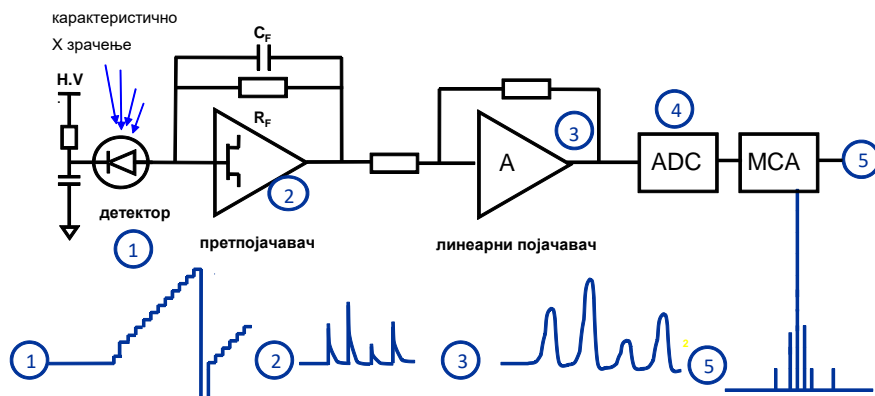 карактеристично
X зрачење
H.V
C_F
R_F
A
3
4
ADC
MCA
5
2
детектор
1
претпојачавач
линеарни појачавач
1
2
3
2
5